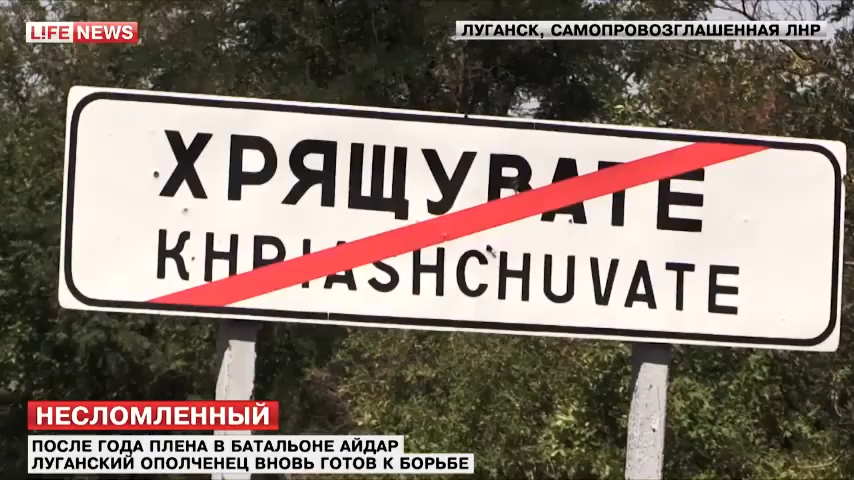 LIFE NEWS
ЛУГАНСК, САМОПРОВОЗГЛАШЕННАЯ ЛНР
ХРЯЩУВАТЕ
KHRIASHCHUVATE
НЕСЛОМЛЕННЫЙ
ПОСЛЕ ГОДА ПЛЕНА В БАТАЛЬОНЕ АЙДАР
ЛУГАНСКИЙ ОПОЛЧЕНЕЦ ВНОВЬ ГОТОВ К БОРЬБЕ